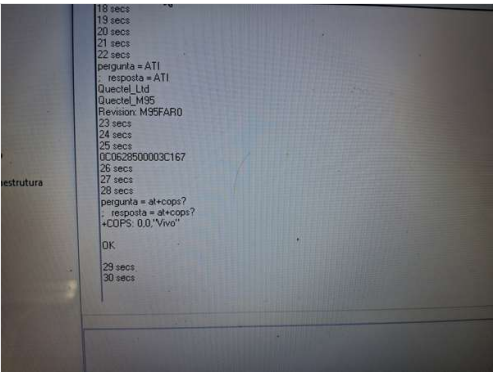 18 secs
19 secs
20 secs
21 secs
22 secs
pergunta = ATI
; resposta = ATI
Quectel_Ltd
Quectel_M95
Revision: M95FAR0
23 secs
24 secs
25 secs
0C0628500003C167
26 secs
27 secs
28 secs
pergunta = at+cops?
; resposta = at+cops?
+COPS: 0,0,"Vivo"
OK
29 secs
30 secs
estrutura